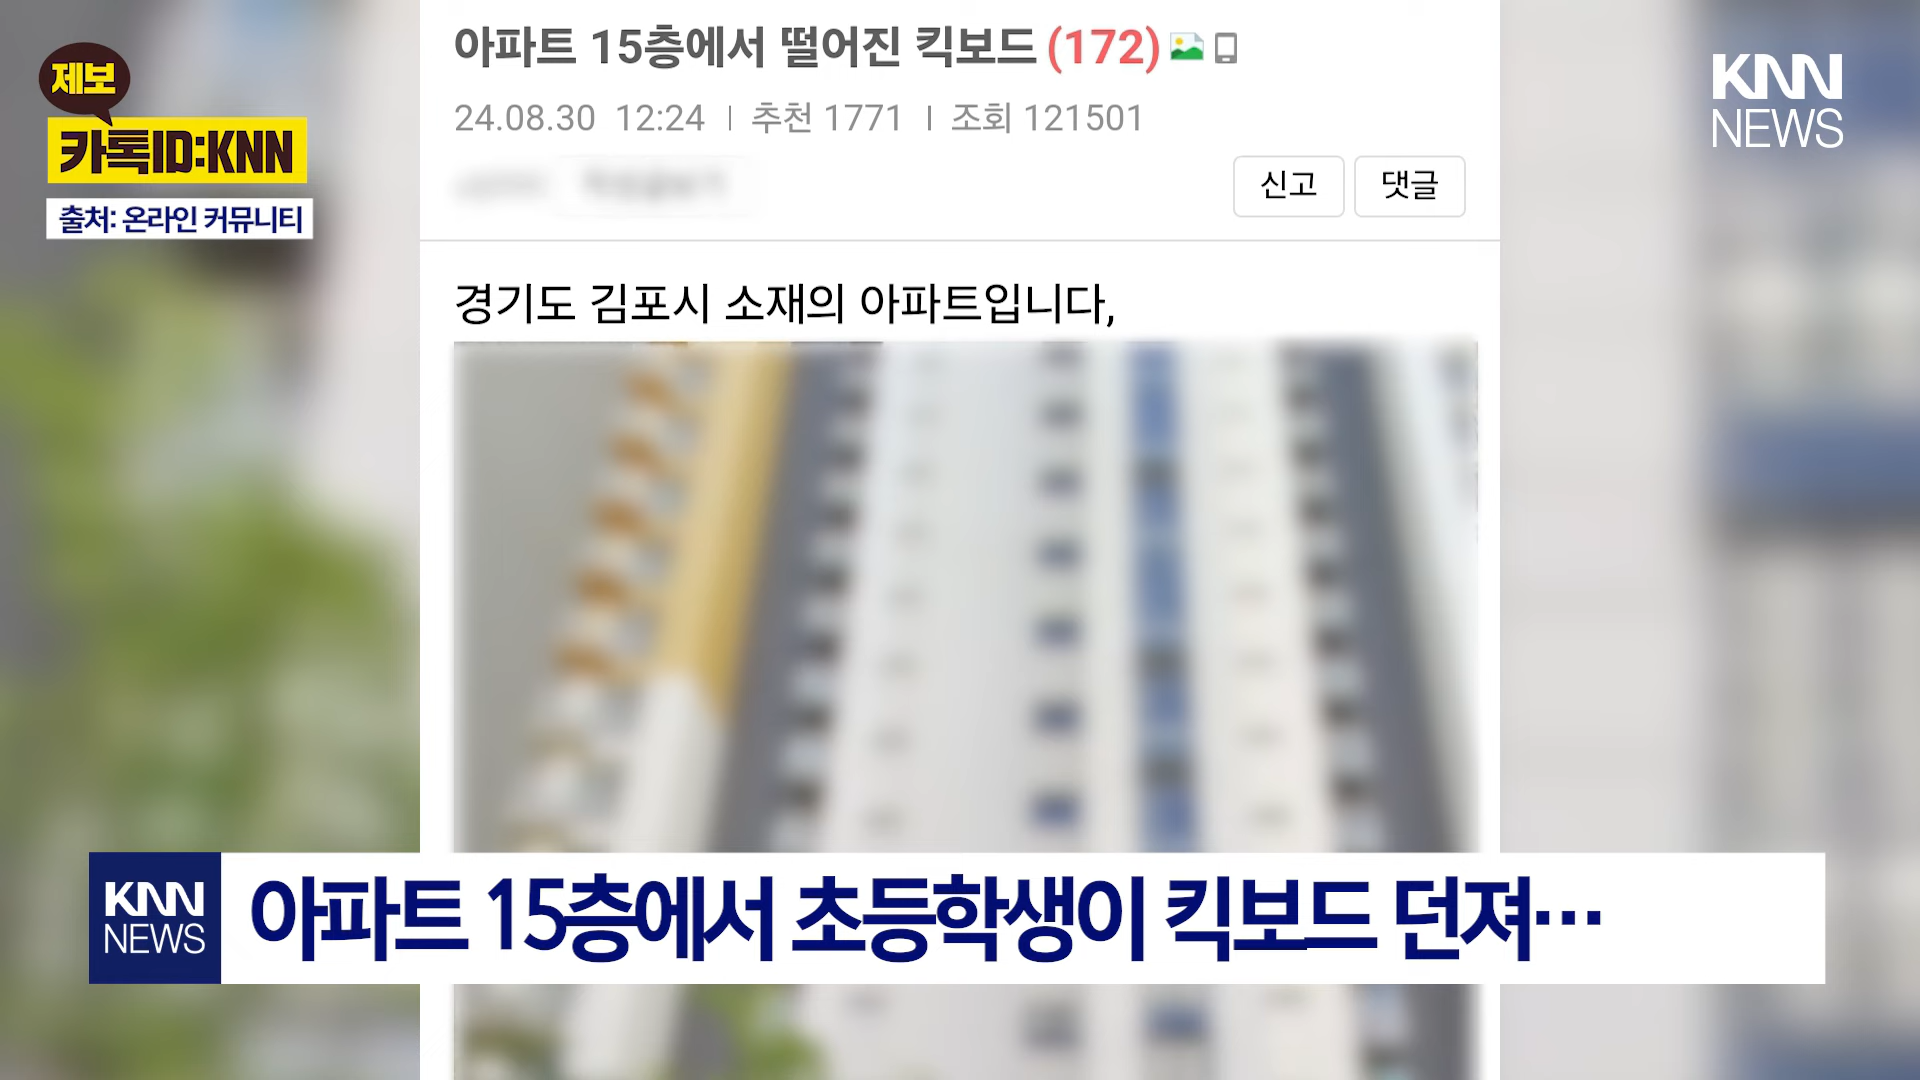 제보
카톡ID:KNN
출처: 온라인 커뮤니티
KNN
NEWS
아파트 15층에서 떨어진 킥보드 (172)
24.08.30 12:24 | 추천 1771 | 조회 121501
신고 댓글
경기도 김포시 소재의 아파트입니다,
KNN
NEWS
아파트 15층에서 초등학생이 킥보드 던져…